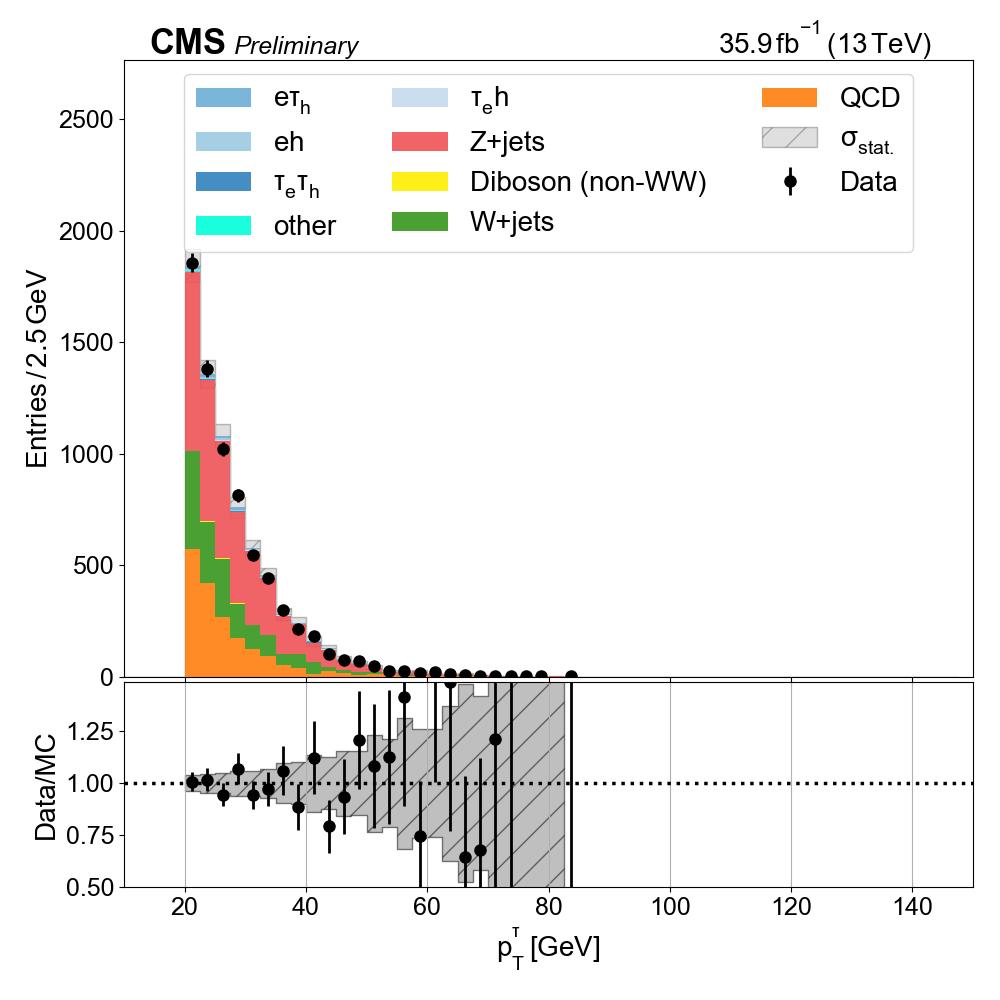 CMS Preliminary 35.9 fb⁻¹ (13 TeV)
eτh τeh QCD
eh Z+jets σstat.
τeτh Diboson (non-WW) Data
other W+jets
2500
2000
1500
1000
500
0
Entries / 2.5 GeV
1.25
1.00
0.75
0.50
Data/MC
20 40 60 80 100 120 140
pTτ [GeV]